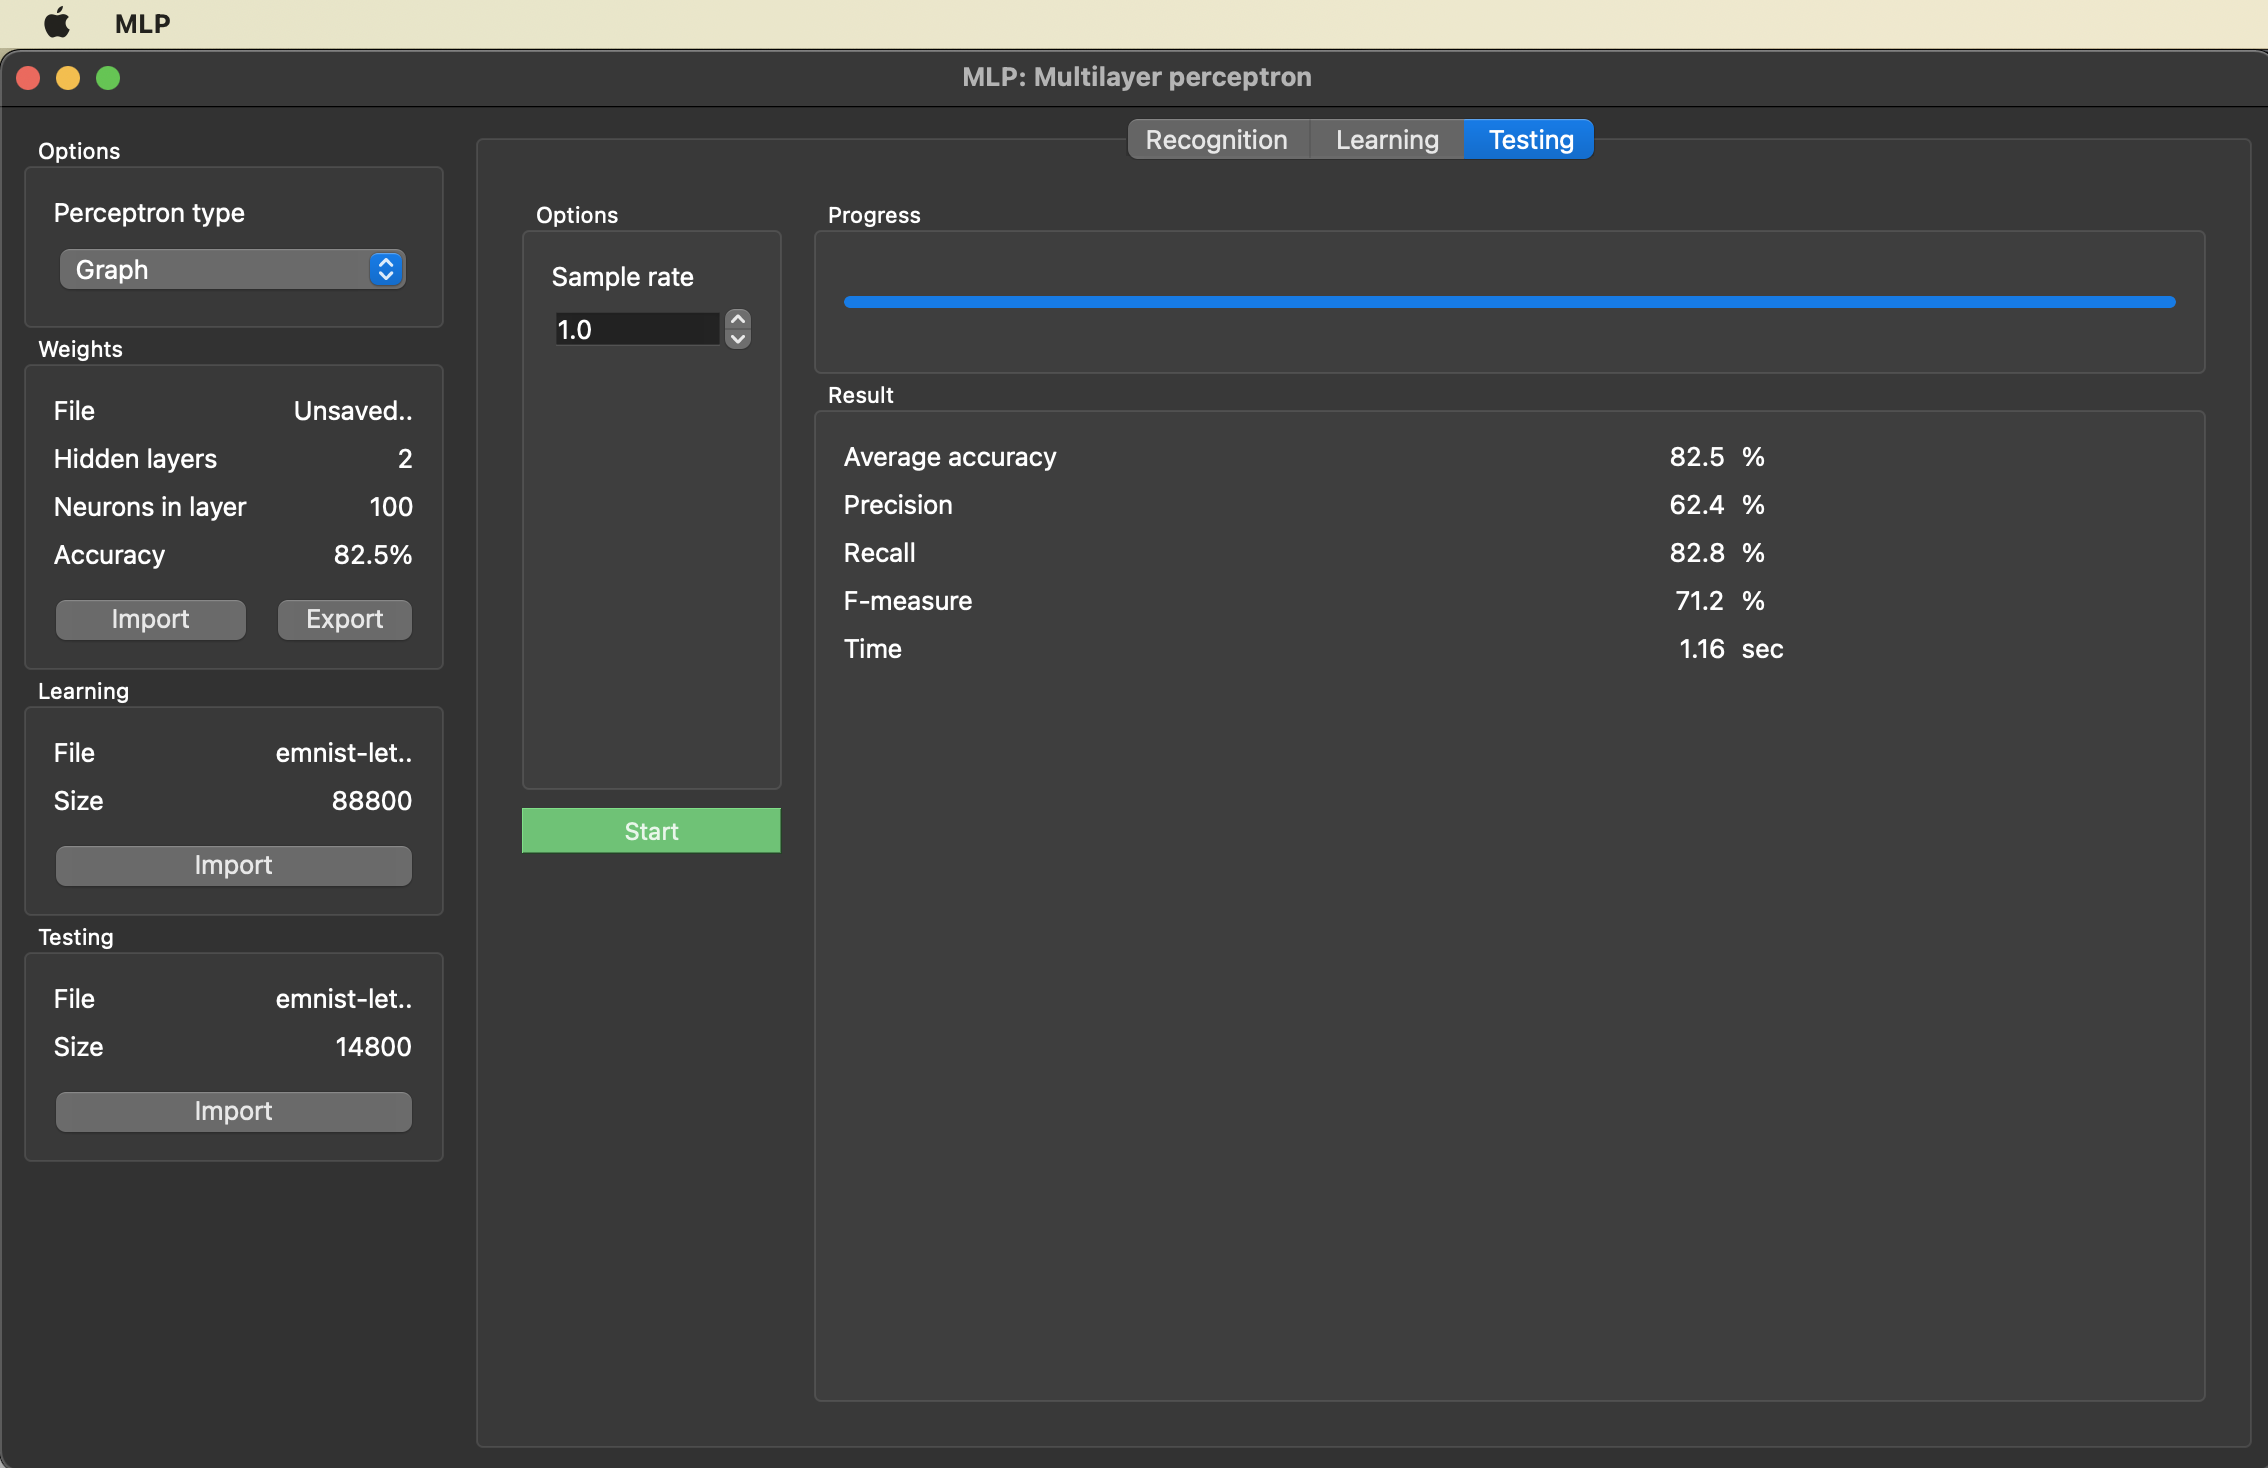 MLP
MLP: Multilayer perceptron
Recognition Learning Testing
Options
Perceptron type
Graph
Weights
File Unsaved..
Hidden layers 2
Neurons in layer 100
Accuracy 82.5%
Import Export
Learning
File emnist-let..
Size 88800
Import
Testing
File emnist-let..
Size 14800
Import
Options
Sample rate
1.0
Start
Progress
Result
Average accuracy 82.5 %
Precision 62.4 %
Recall 82.8 %
F-measure 71.2 %
Time 1.16 sec